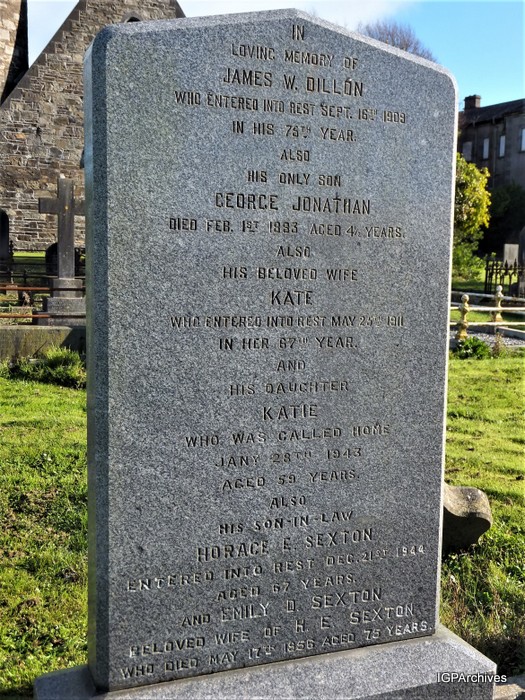 IN
LOVING MEMORY OF
JAMES W. DILLON
WHO ENTERED INTO REST SEPT. 16TH 1909
IN HIS 75TH YEAR.
ALSO
HIS ONLY SON
GEORGE JONATHAN
DIED FEB. 1ST 1893 AGED 4½ YEARS.
ALSO
HIS BELOVED WIFE
KATE
WHO ENTERED INTO REST MAY 25TH 1911
IN HER 67TH YEAR.
AND
HIS DAUGHTER
KATIE
WHO WAS CALLED HOME
JANY 28TH 1943
AGED 59 YEARS.
ALSO
HIS SON-IN-LAW
HORACE E. SEXTON
ENTERED INTO REST DEC. 21ST 1944
AGED 67 YEARS.
AND EMILY D. SEXTON
BELOVED WIFE OF H. E. SEXTON
WHO DIED MAY 17TH 1956 AGED 75 YEARS.
IGPArchives